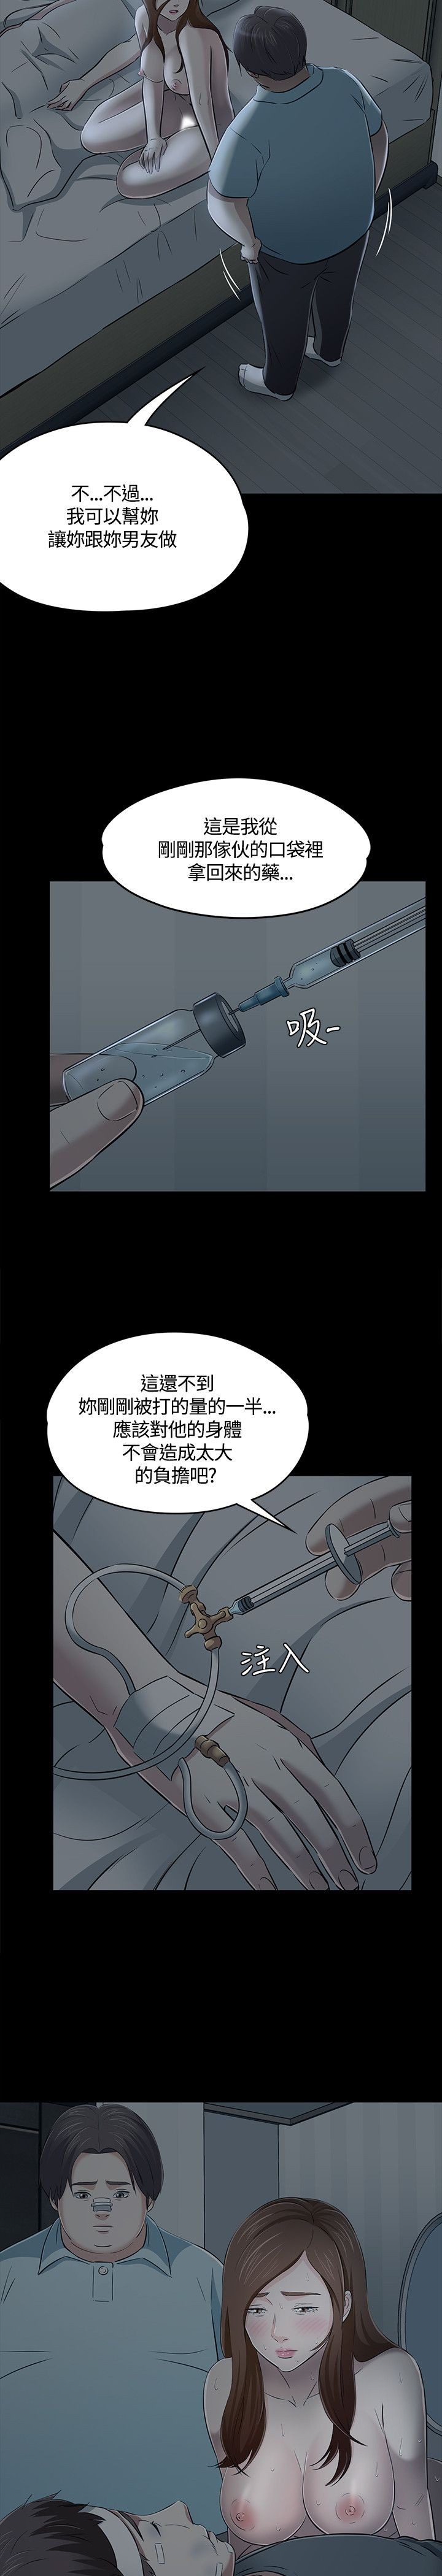 不...不過...
我可以幫妳
讓妳跟妳男友做
這是我從
剛剛那傢伙的口袋裡
拿回來的藥...
吸-
這還不到
妳剛剛被打的量的一半...
應該對他的身體
不會造成太大
的負擔吧?
注入